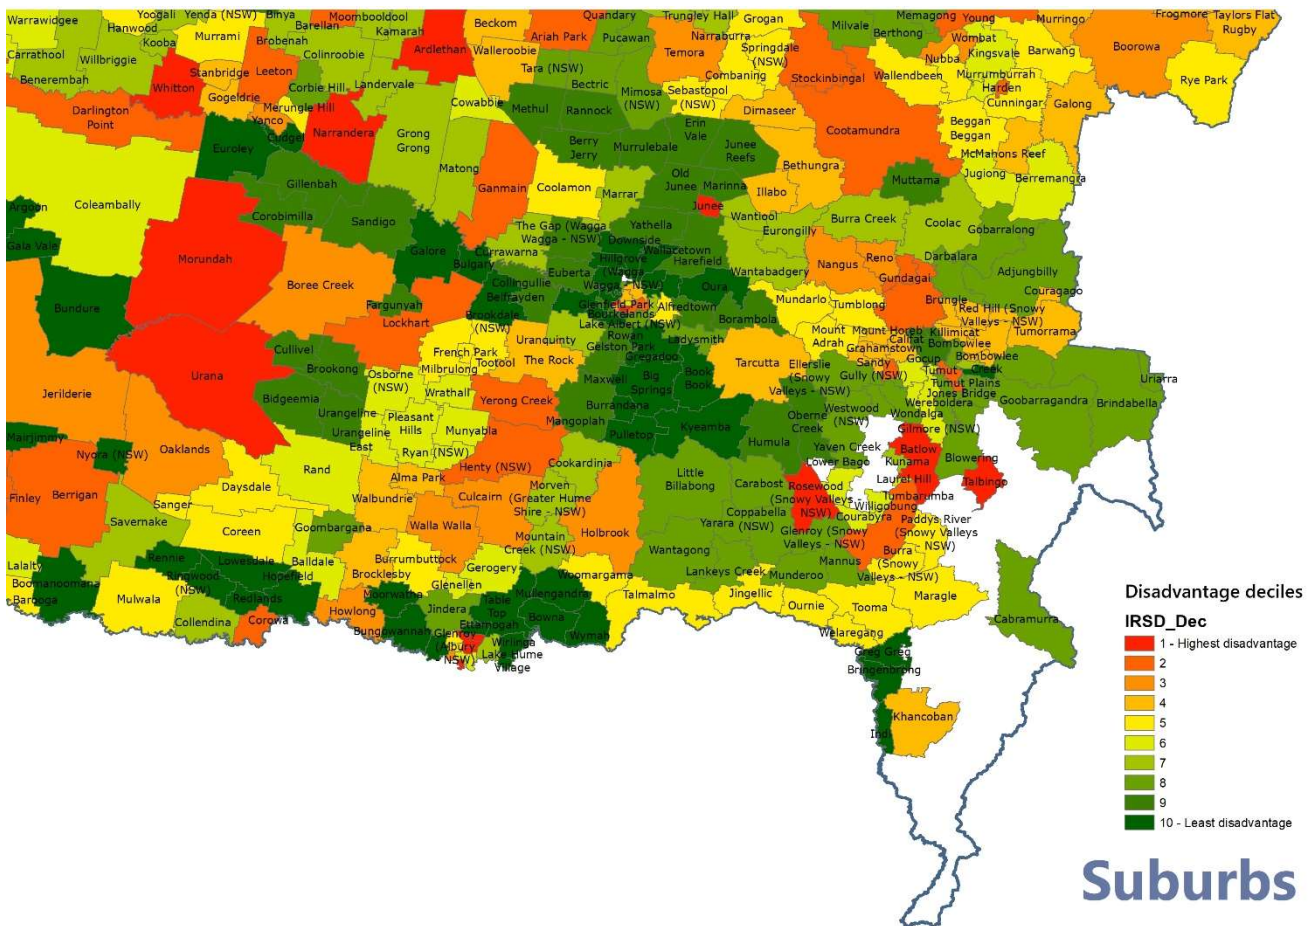 Warrawidgee
Yoogali
Yenda (NSW)
Binya
Hanwood
Kooba
Murrami
Barellan
Moombooldool
Kamarah
Brobenah
Colinroobie
Carrathool
Willbriggie
Benerembah
Stanbridge
Leeton
Corbie Hill
Landervale
Whitton
Gogeldrie
Merungle Hill
Yanco
Cudgel
Narrandera
Darlington
Point
Euroley
Ardlethan
Beckom
Walleroobie
Ariah Park
Quandary
Pucawan
Tara (NSW)
Bectric
Mimosa
(NSW)
Cowabbie
Methul
Rannock
Trungley Hall
Narraburra
Temora
Grogan
Springdale
(NSW)
Combaning
Sebastopol
(NSW)
Dirnaseer
Milvale
Memagong
Berthong
Young
Wombat
Kingsvale
Nubba
Wallendbeen
Stockinbingal
Murrumburrah
Harden
Cunningar
Murringo
Barwang
Boorowa
Frogmore
Taylors Flat
Rugby
Rye Park
Galong
Beggan
Beggan
McMahons Reef
Jugiong
Berremangra
Cootamundra
Grong
Grong
Matong
Ganmain
Coolamon
Berry
Jerry
Murrulebale
Erin
Vale
Junee
Reefs
Old
Junee
Marinna
Junee
Marrar
Bethungra
Illabo
Muttama
Coleambally
Argoon
Gala Vale
Bundure
Morundah
Gillenbah
Corobimilla
Sandigo
Galore
Bulgary
Currawarna
The Gap (Wagga
Wagga - NSW)
Downside
Yathella
Wallacetown
Harefield
Hillgrove
(Wagga
Wagga - NSW)
Euberta
Collingullie
Belfrayden
Brookdale
(NSW)
Wantiool
Eurongilly
Wantabadgery
Burra Creek
Coolac
Gobarralong
Nangus
Reno
Gundagai
Darbalara
Adjungbilly
Couragago
Brungle
Red Hill (Snowy
Valleys - NSW)
Tumorrama
Killimicat
Boree Creek
Fargunyah
Lockhart
Oura
Alfredtown
Borambola
Glenfield Park
Bourkelands
Lake Albert (NSW)
Rowan
Gelston Park
Gregadoo
Ladysmith
Mundarlo
Tumblong
Mount
Adrah
Mount Horeb
Grahamstown
Califat
Gocup
Bombowlee
Bombowlee
Creek
Sandy
Gully (NSW)
Tumut
Tumut Plains
Jones Bridge
Wereboldera
Wondalga
Gilmore (NSW)
Ellerslie
(Snowy
Valleys - NSW)
Tarcutta
Westwood
(NSW)
Oberne
Creek
Yaven Creek
Lower Bago
Batlow
Kunama
Laurel Hill
Blowering
Talbingo
Goobarragandra
Brindabella
Uriarra
Jerilderie
Urana
Cullivel
Brookong
Bidgeemia
Urangeline
Urangeline
East
Osborne
(NSW)
Milbrulong
French Park
Tootool
Uranquinty
The Rock
Wrathall
Pleasant
Hills
Munyabla
Ryan (NSW)
Yerong Creek
Mangoplah
Maxwell
Burrandana
Pulletop
Big
Springs
Book
Book
Kyeamba
Humula
Mairjimmy
Nyora (NSW)
Oaklands
Finley
Berrigan
Sanger
Savernake
Daysdale
Rand
Coreen
Goombargana
Alma Park
Walbundrie
Henty (NSW)
Culcairn
Walla Walla
Cookardinia
Morven
(Greater Hume
Shire - NSW)
Mountain
Creek (NSW)
Holbrook
Little
Billabong
Carabost
Coppabella
Yarara
(NSW)
Wantagong
Lankeys Creek
Rosewood
(Snowy Valleys -
NSW)
Glenroy (Snowy
Valleys - NSW)
Courabyra
Willigobung
Tumbarumba
Paddys River
(Snowy Valleys
- NSW)
Burra
(Snowy
Valleys - NSW)
Mannus
Munderoo
Lalalty
Boomanoomana
Barooga
Mulwala
Rennie
Ringwood
(NSW)
Lowesdale
Hopefield
Redlands
Collendina
Corowa
Balldale
Howlong
Brocklesby
Burrumbuttock
Moorwatha
Bungowannah
Gerogery
Glenellen
Jindera
Table
Top
Ettamogah
Glenroy
(Albury
- NSW)
Lake Hume
Village
Wirlinga
Mullengandra
Bowna
Wymah
Woomargama
Talmalmo
Jingellic
Ournie
Tooma
Maragle
Welaregang
Greg Greg
Bringenbrong
Khancoban
Indi
Cabramurra
Disadvantage deciles
IRSD_Dec
1 - Highest disadvantage
2
3
4
5
6
7
8
9
10 - Least disadvantage
Suburbs